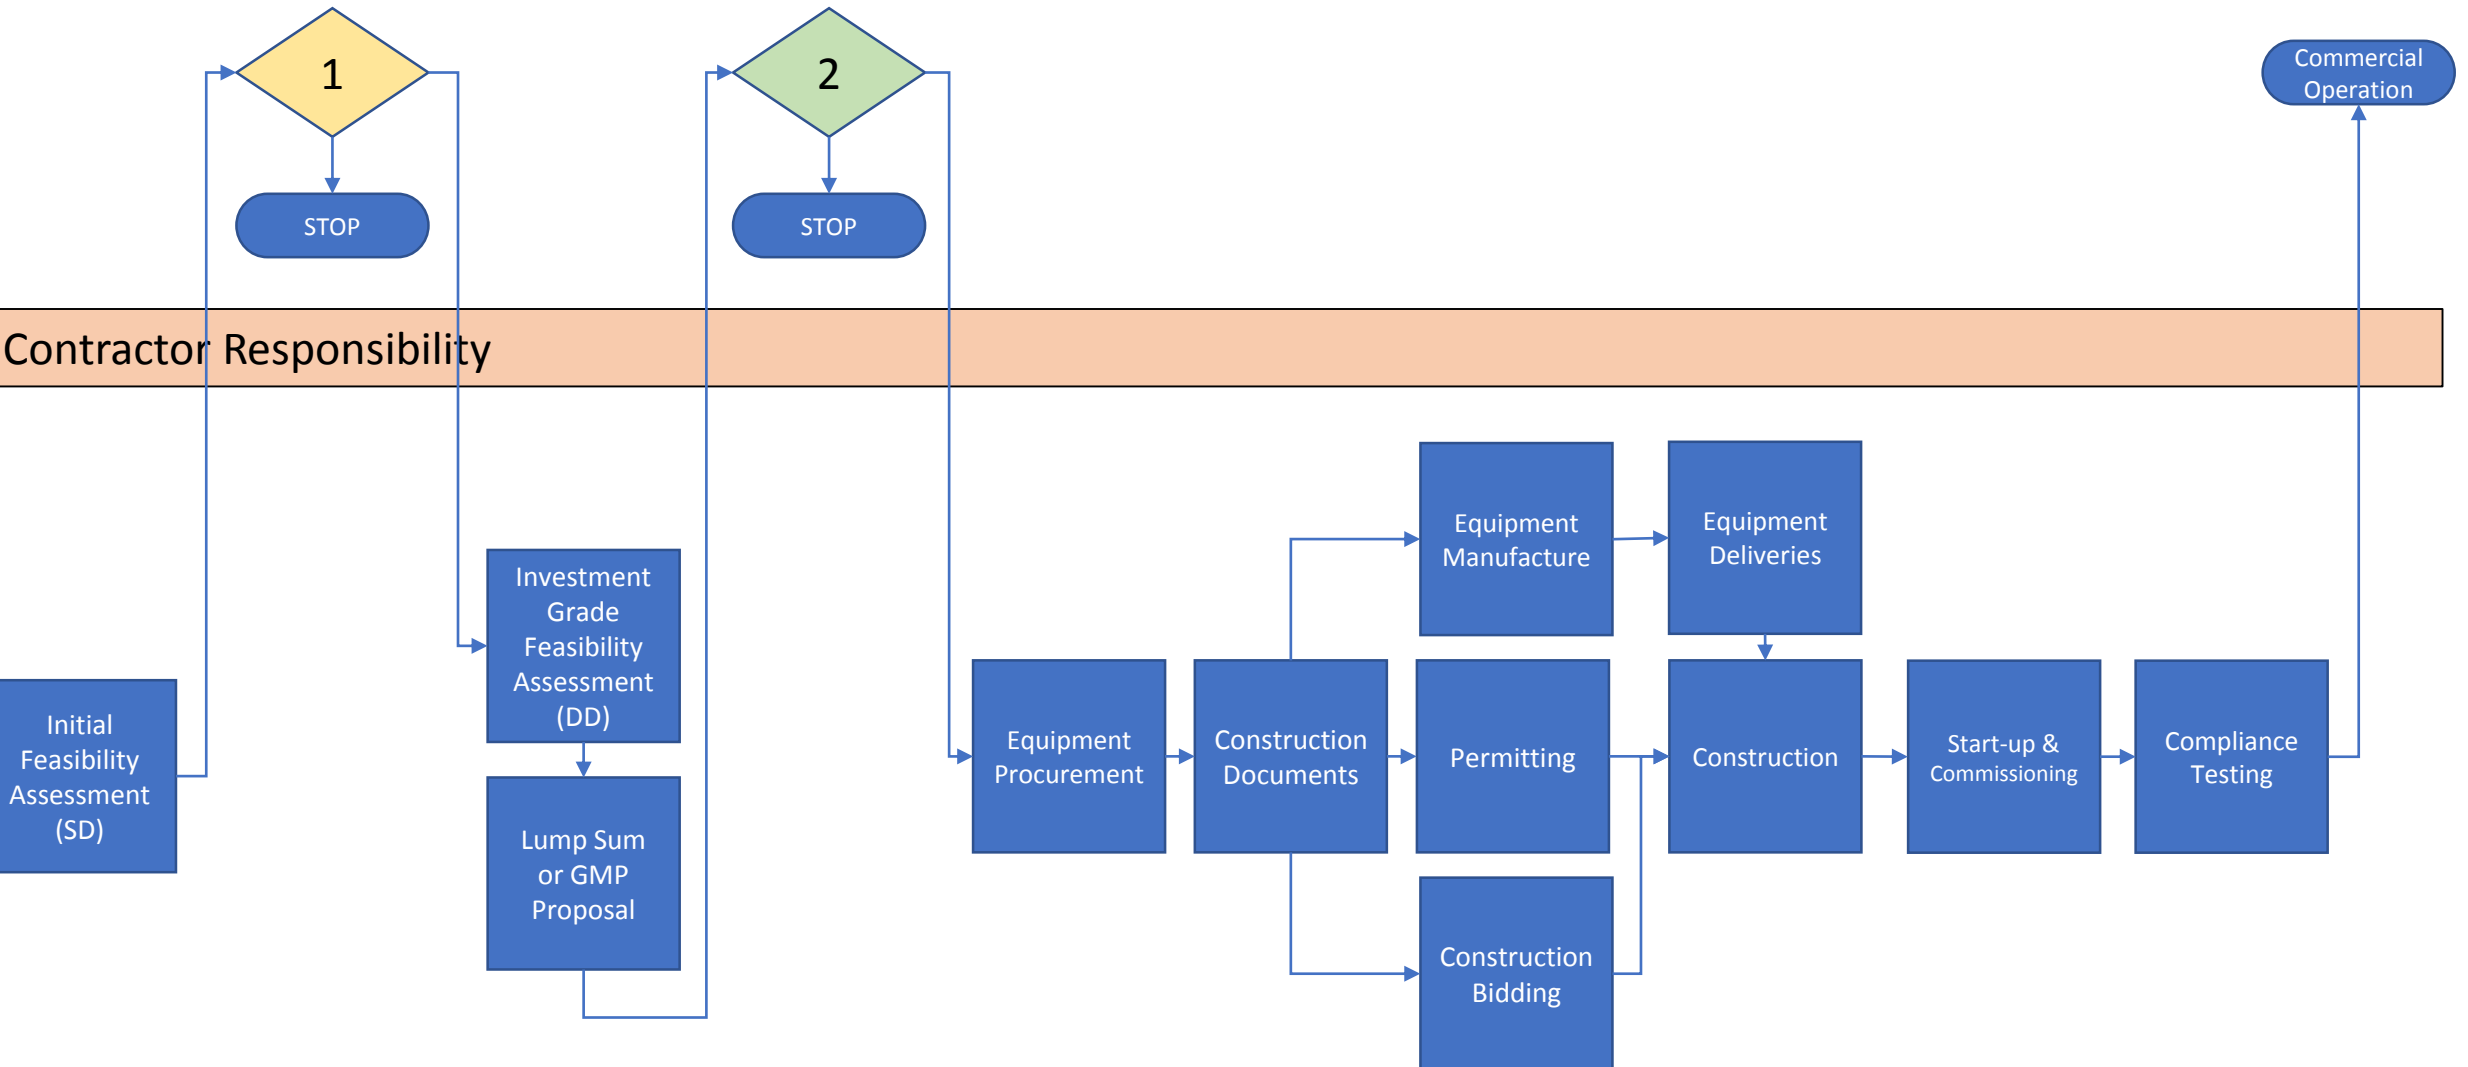 1
2
Commercial
Operation
STOP
STOP
Contractor Responsibility
Initial
Feasibility
Assessment
(SD)
Investment
Grade
Feasibility
Assessment
(DD)
Lump Sum
or GMP
Proposal
Equipment
Procurement
Construction
Documents
Equipment
Manufacture
Equipment
Deliveries
Permitting
Construction
Bidding
Construction
Start-up &
Commissioning
Compliance
Testing